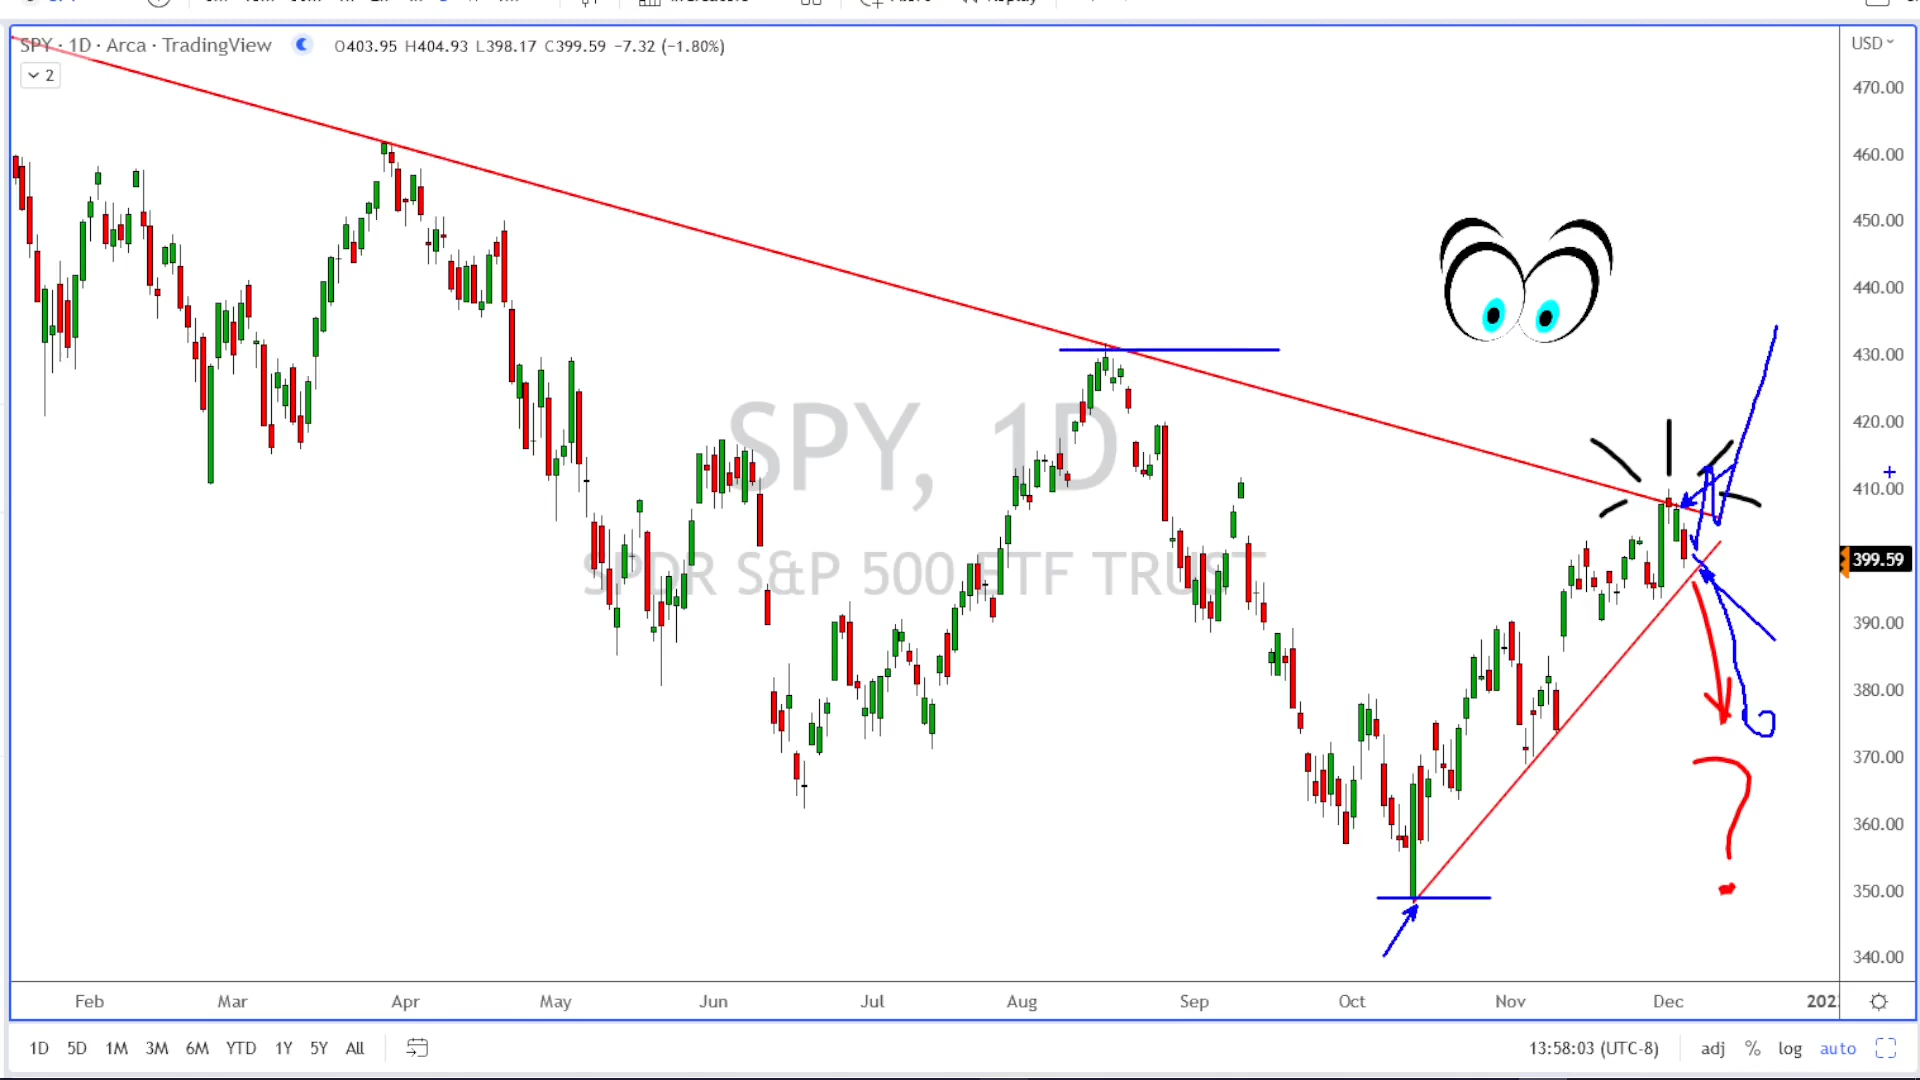 SPY · 1D · Arca · TradingView O403.95 H404.93 L398.17 C399.59 −7.32 (−1.80%)
2
USD
470.00
460.00
450.00
440.00
430.00
420.00
410.00
399.59
390.00
380.00
370.00
360.00
350.00
340.00
SPY, 1D
SPDR S&P 500 ETF TRUST
?
Feb Mar Apr May Jun Jul Aug Sep Oct Nov Dec 202
1D 5D 1M 3M 6M YTD 1Y 5Y All 13:58:03 (UTC-8) adj % log auto